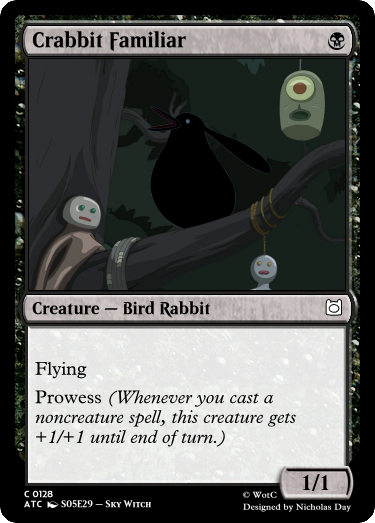 Crabbit Familiar
Creature — Bird Rabbit
Flying
Prowess (Whenever you cast a
noncreature spell, this creature gets
+1/+1 until end of turn.)
1/1
C 0128
ATC S05E29 – Sky Witch
© WotC
Designed by Nicholas Day